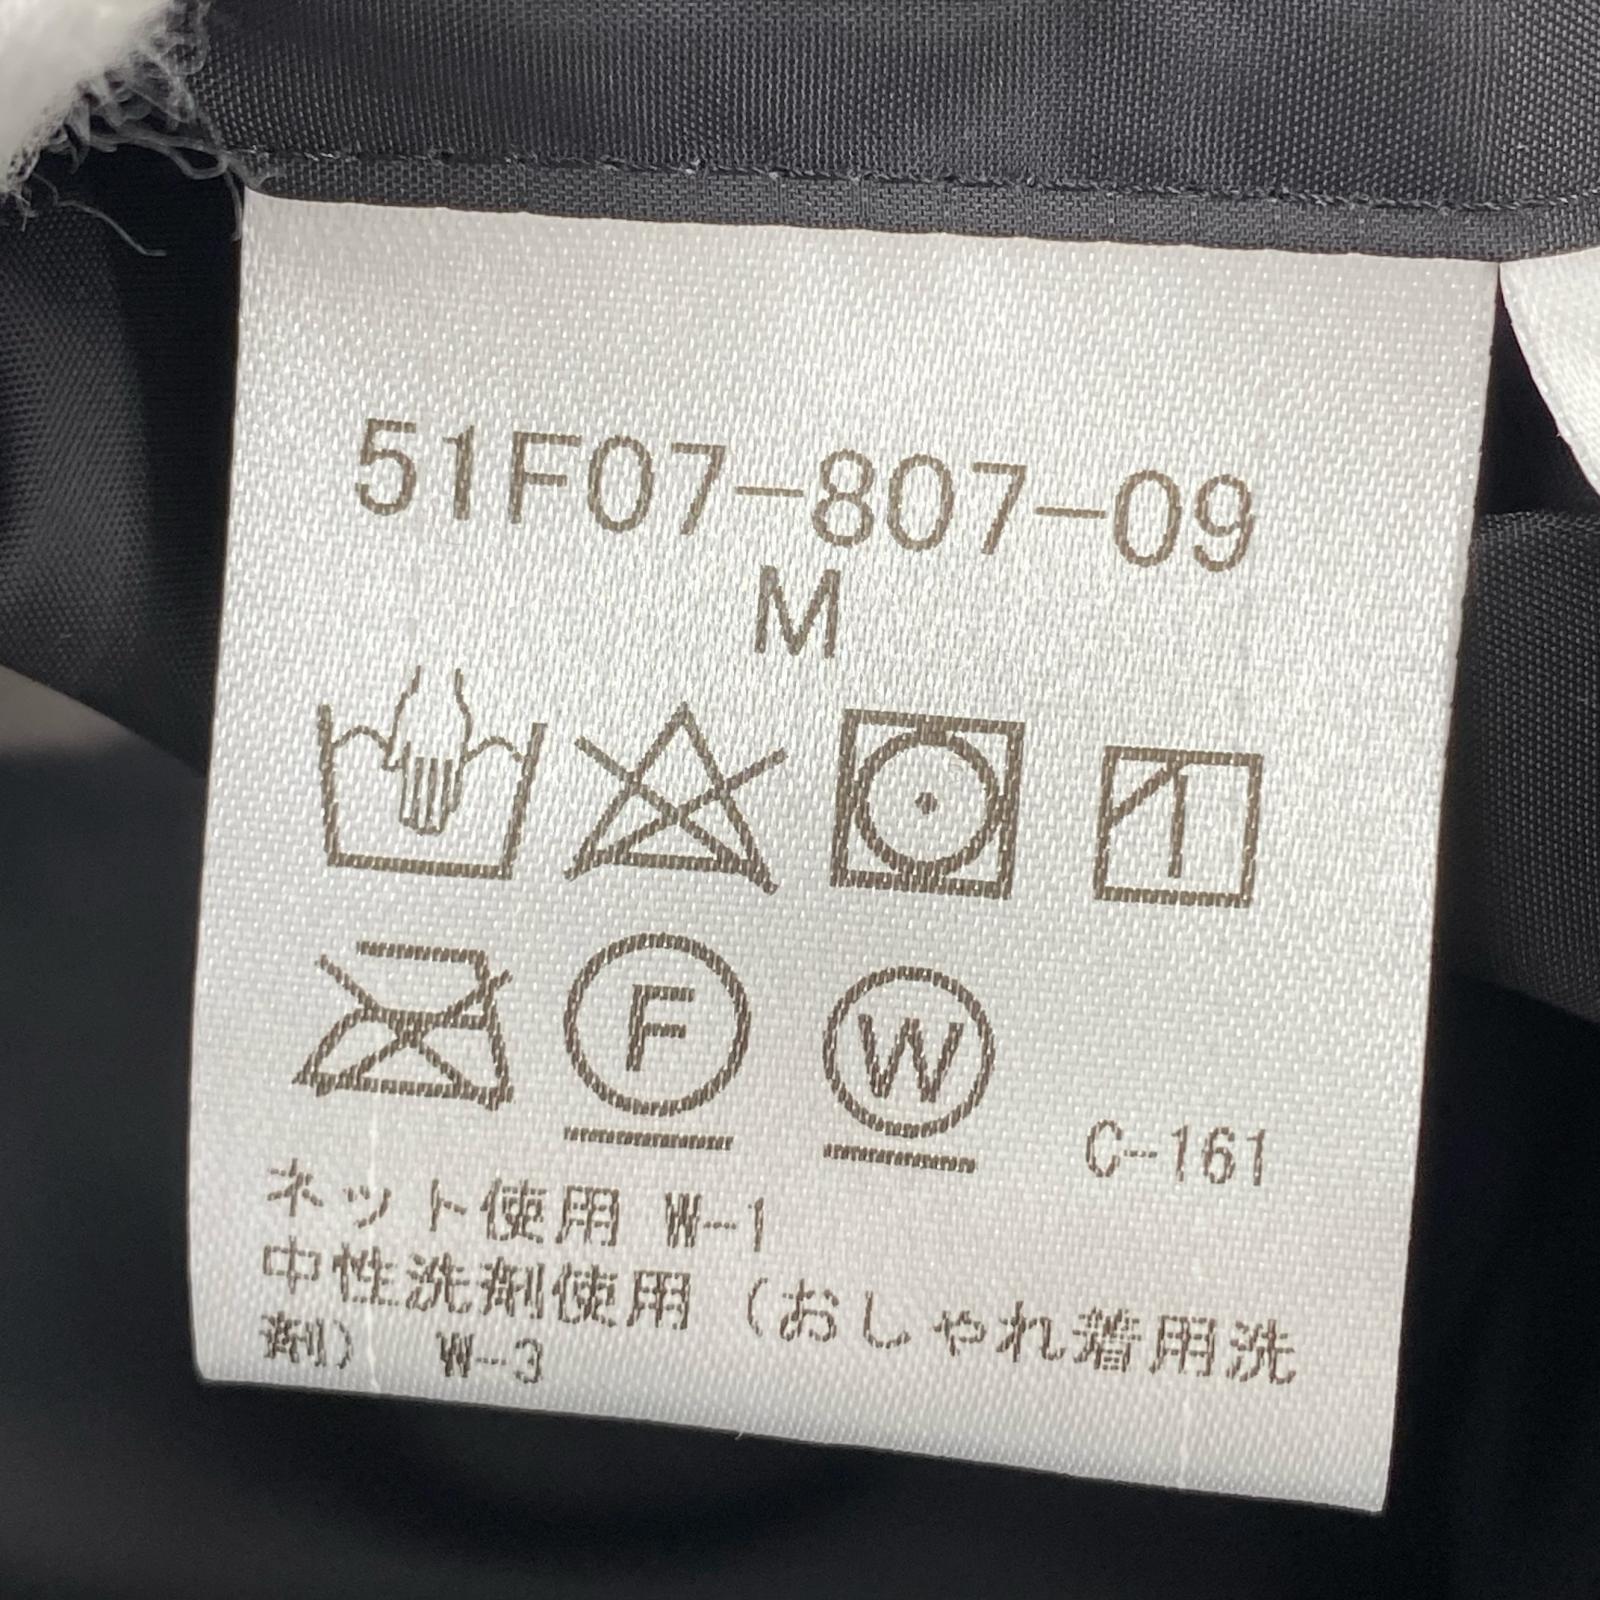 51F07-807-09
M
F
W
C-161
ネット使用 W-1
中性洗剤使用（おしゃれ着用洗
剤） W-3